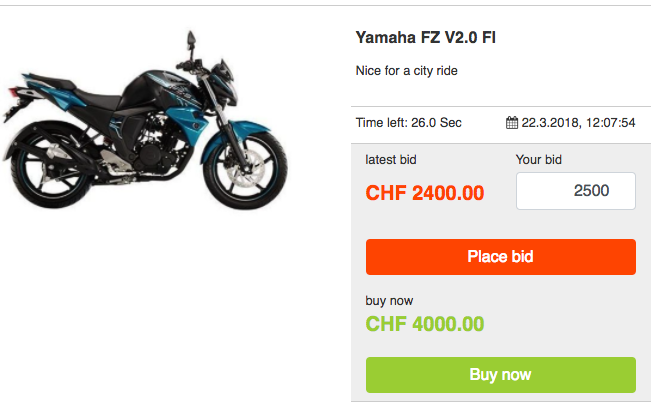 Yamaha FZ V2.0 FI
Nice for a city ride
Time left: 26.0 Sec 22.3.2018, 12:07:54
latest bid Your bid
CHF 2400.00 2500
Place bid
buy now
CHF 4000.00
Buy now